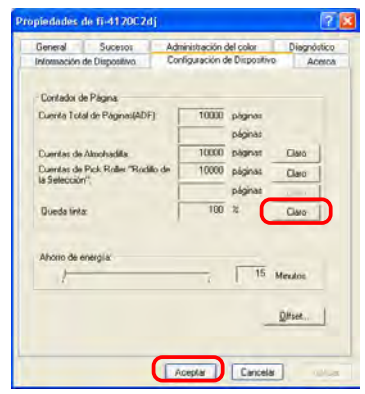 Propiedades de fi-4120C2dj
General Sucesos Administración del color Diagnóstico
Información de Dispositivo Configuración de Dispositivo Acerca
Contador de Página:
Cuenta Total de Páginas(ADF): 10000 páginas
páginas
Cuentas de Almohadilla: 10000 páginas Claro
Cuentas de Pick Roller "Rodillo de 10000 páginas Claro
la Selección":
páginas
Queda tinta: 100 % Claro
Ahorro de energía:
15 Minutos
Offset...
Aceptar Cancelar